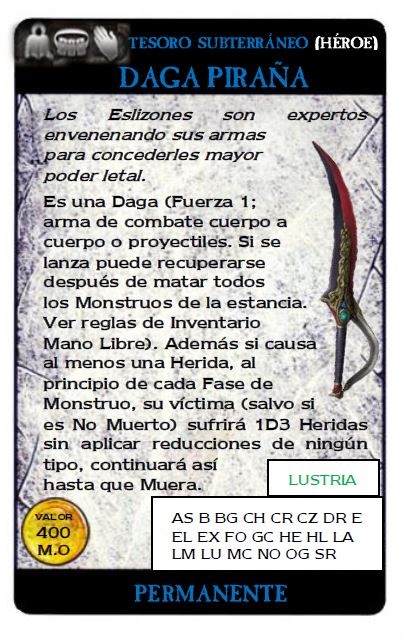 TESORO SUBTERRÁNEO (HÉROE)
DAGA PIRAÑA
Los Eslizones son expertos
envenenando sus armas
para concederles mayor
poder letal.
Es una Daga (Fuerza 1;
arma de combate cuerpo a
cuerpo o proyectiles. Si se
lanza puede recuperarse
después de matar todos
los Monstruos de la estancia.
Ver reglas de Inventario
Mano Libre). Además si causa
al menos una Herida, al
principio de cada Fase de
Monstruo, su víctima (salvo si
es No Muerto) sufrirá 1D3 Heridas
sin aplicar reducciones de ningún
tipo, continuará así
hasta que Muera.
LUSTRIA
VALOR
400
M.O
AS B BG CH CR CZ DR E
EL EX FO GC HE HL LA
LM LU MC NO OG SR
PERMANENTE